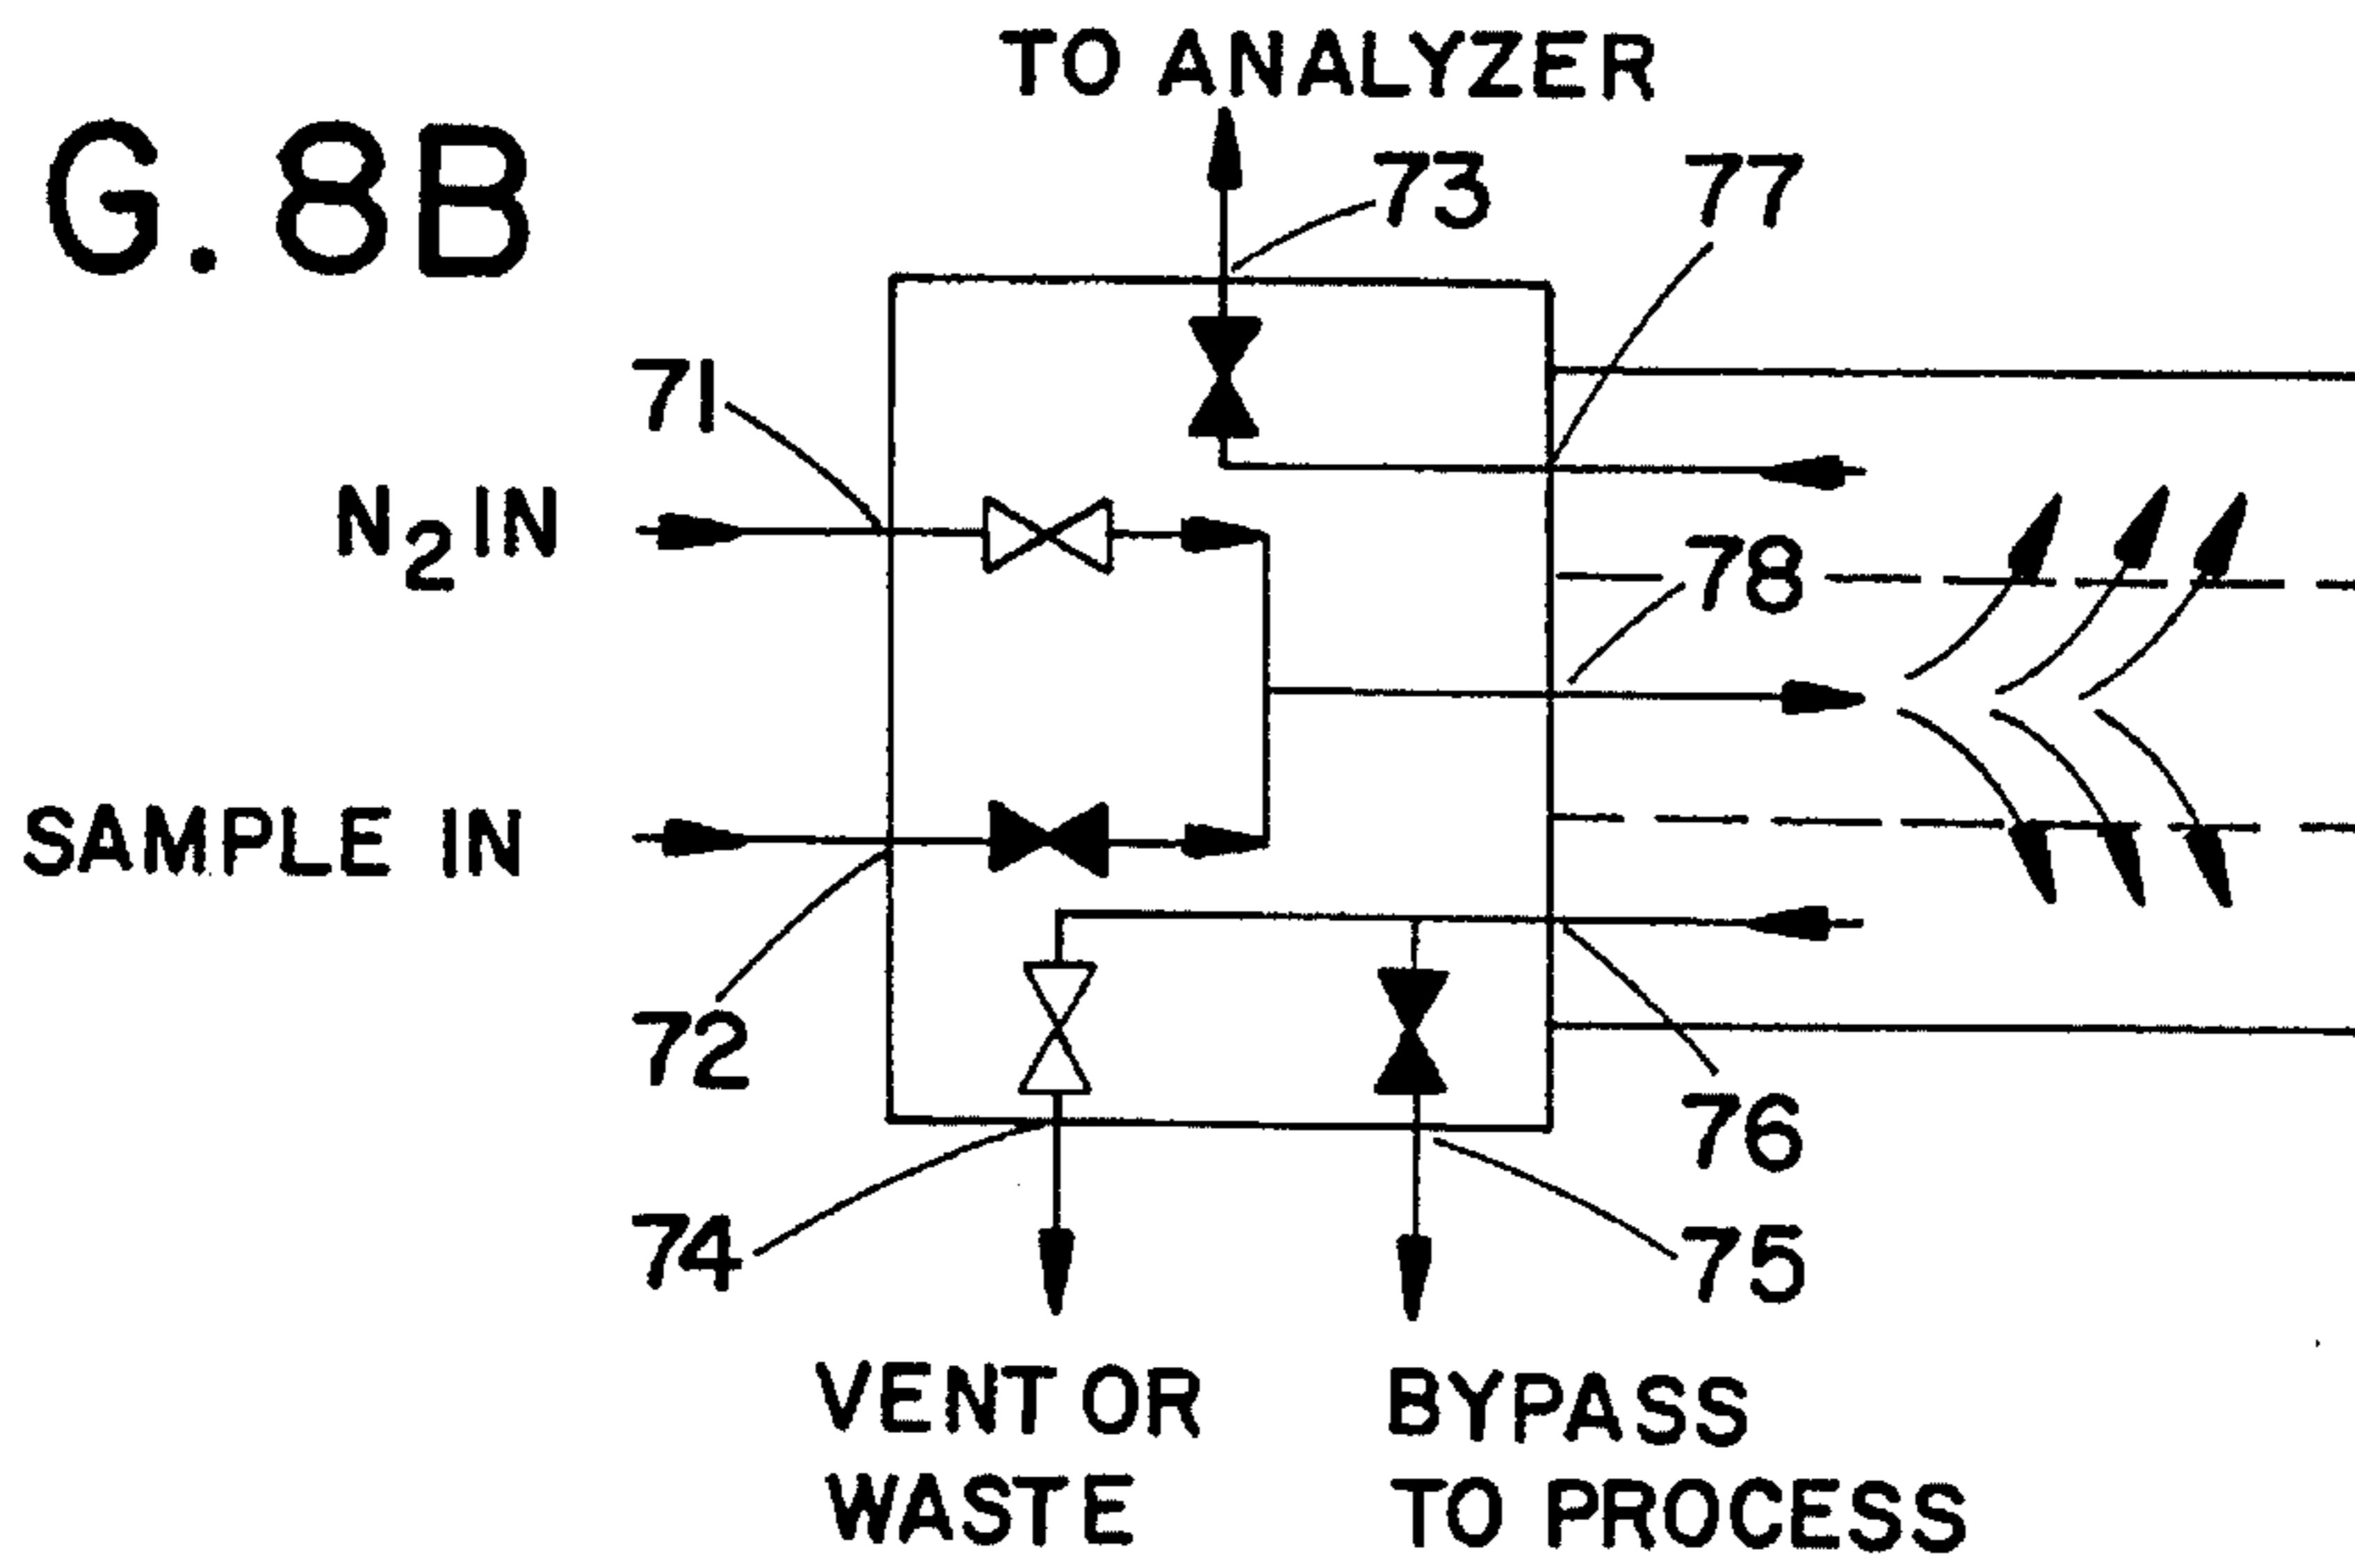 TO ANALYZER
G. 8B
73
77
71
N2 IN
78
SAMPLE IN
72
76
74
75
VENT OR
WASTE
BYPASS
TO PROCESS